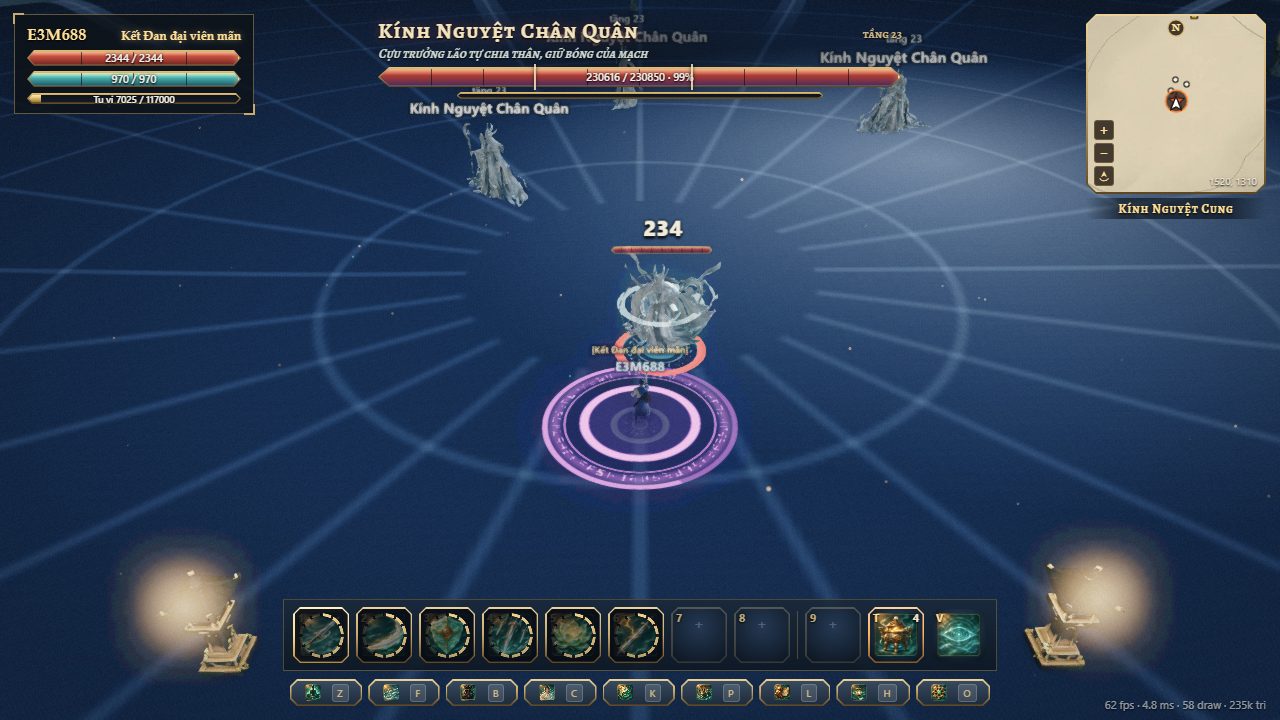 E3M688
Kết Đan đại viên mãn
2344 / 2344
970 / 970
Tu vi 7025 / 117000
tầng 23
Kính Nguyệt Chân Quân
Kính Nguyệt Chân Quân
Cựu trưởng lão tự chia thân, giữ bóng của mạch
TẦNG 23
tầng 23
Kính Nguyệt Chân Quân
230616 / 230850 · 99%
tầng 23
Kính Nguyệt Chân Quân
N
+
−
1520, 1310
Kính Nguyệt Cung
234
[Kết Đan đại viên mãn]
E3M688
7 +
8 +
9 +
T 4
V
Z
F
B
C
K
P
L
H
O
62 fps · 4.8 ms · 58 draw · 235k tri